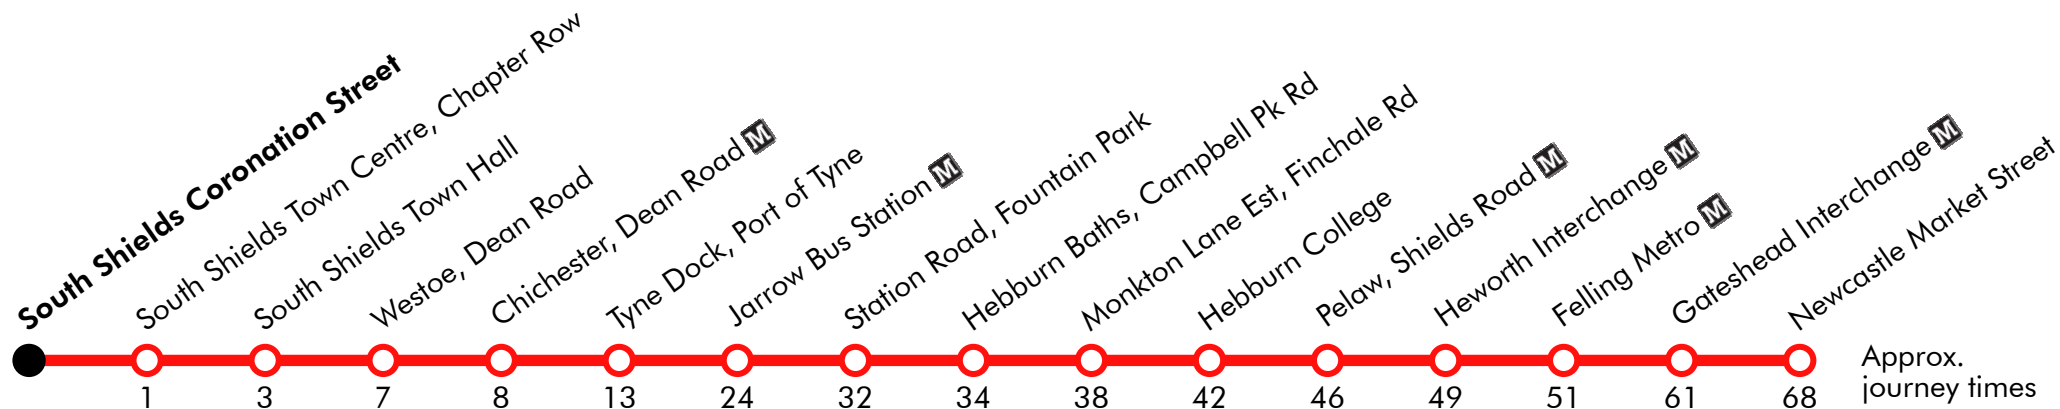 South Shields Coronation Street
South Shields Town Centre, Chapter Row
South Shields Town Hall
Westoe, Dean Road
Chichester, Dean Road M
Tyne Dock, Port of Tyne
Jarrow Bus Station M
Station Road, Fountain Park
Hebburn Baths, Campbell Pk Rd
Monkton Lane Est, Finchale Rd
Hebburn College
Pelaw, Shields Road M
Heworth Interchange M
Felling Metro M
Gateshead Interchange M
Newcastle Market Street
1 3 7 8 13 24 32 34 38 42 46 49 51 61 68
Approx.
journey times